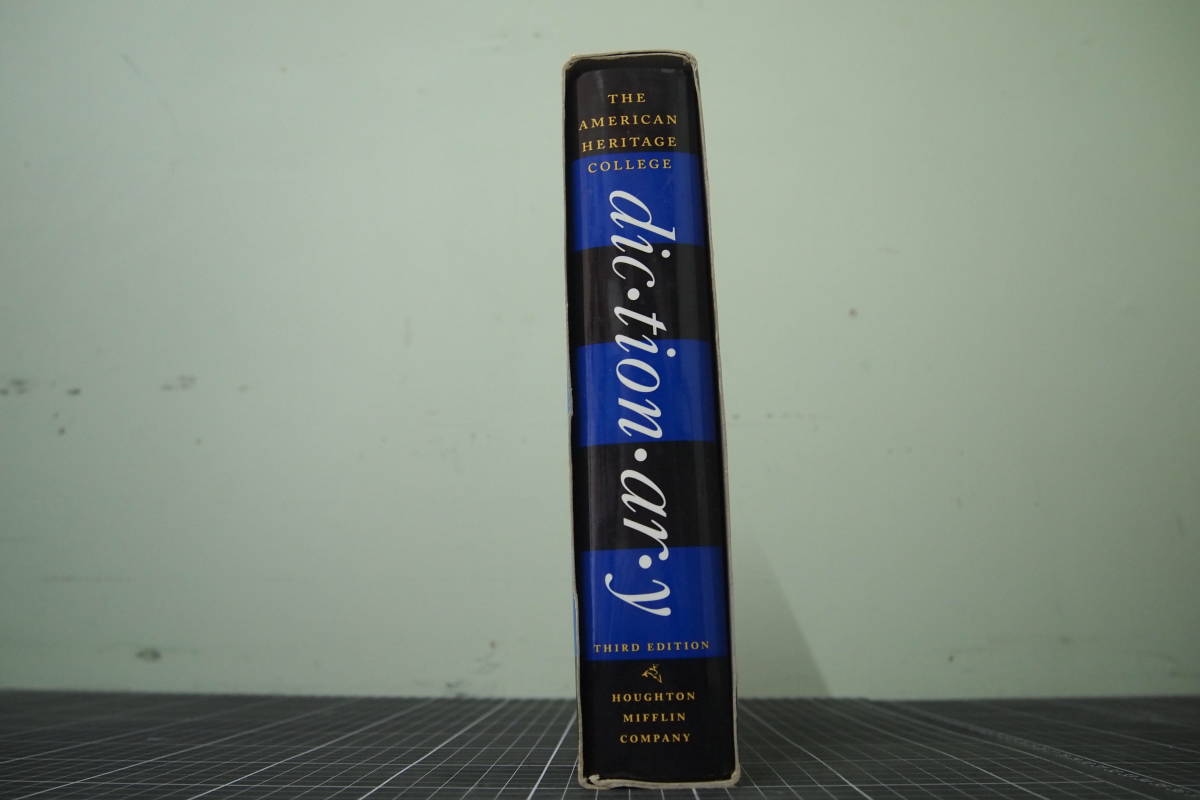 THE
AMERICAN
HERITAGE
COLLEGE
dic•tion•ar•y
THIRD EDITION
HOUGHTON
MIFFLIN
COMPANY